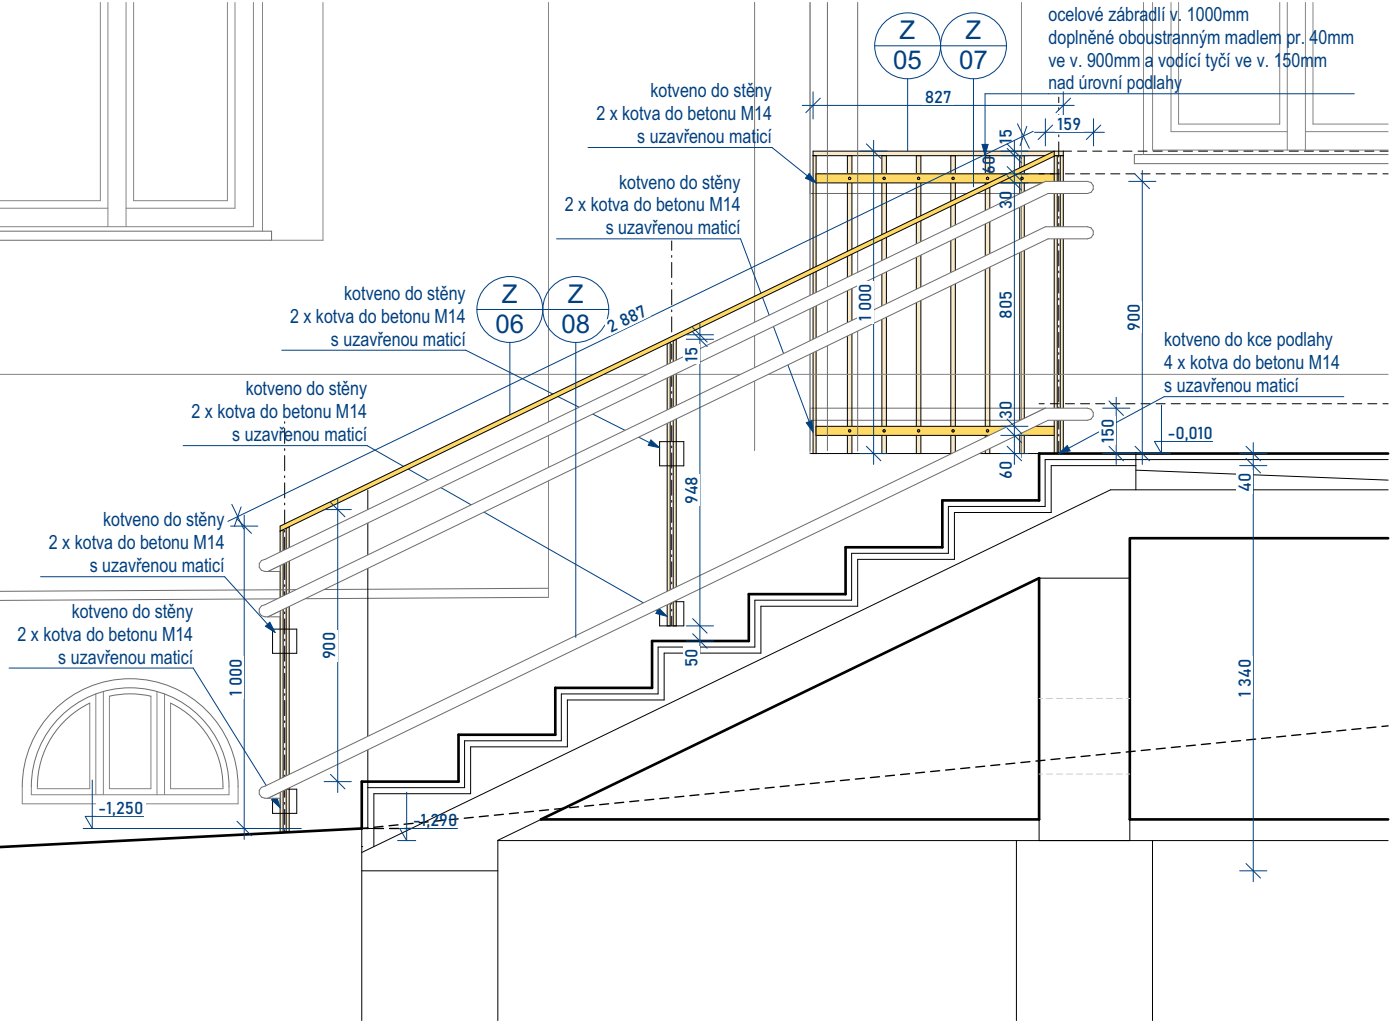 ocelové zábradlí v. 1000mm
doplněné oboustranným madlem pr. 40mm
ve v. 900mm a vodící tyčí ve v. 150mm
nad úrovní podlahy
Z
05
Z
07
827
159
15
60
30
kotveno do stěny
2 x kotva do betonu M14
s uzavřenou maticí
kotveno do stěny
2 x kotva do betonu M14
s uzavřenou maticí
kotveno do stěny
2 x kotva do betonu M14
s uzavřenou maticí
Z
06
Z
08
2 887
1 000
805
900
kotveno do kce podlahy
4 x kotva do betonu M14
s uzavřenou maticí
15
kotveno do stěny
2 x kotva do betonu M14
s uzavřenou maticí
30
150
-0,010
60
40
948
kotveno do stěny
2 x kotva do betonu M14
s uzavřenou maticí
kotveno do stěny
2 x kotva do betonu M14
s uzavřenou maticí
1 000
900
50
1 340
-1,250
-1,290